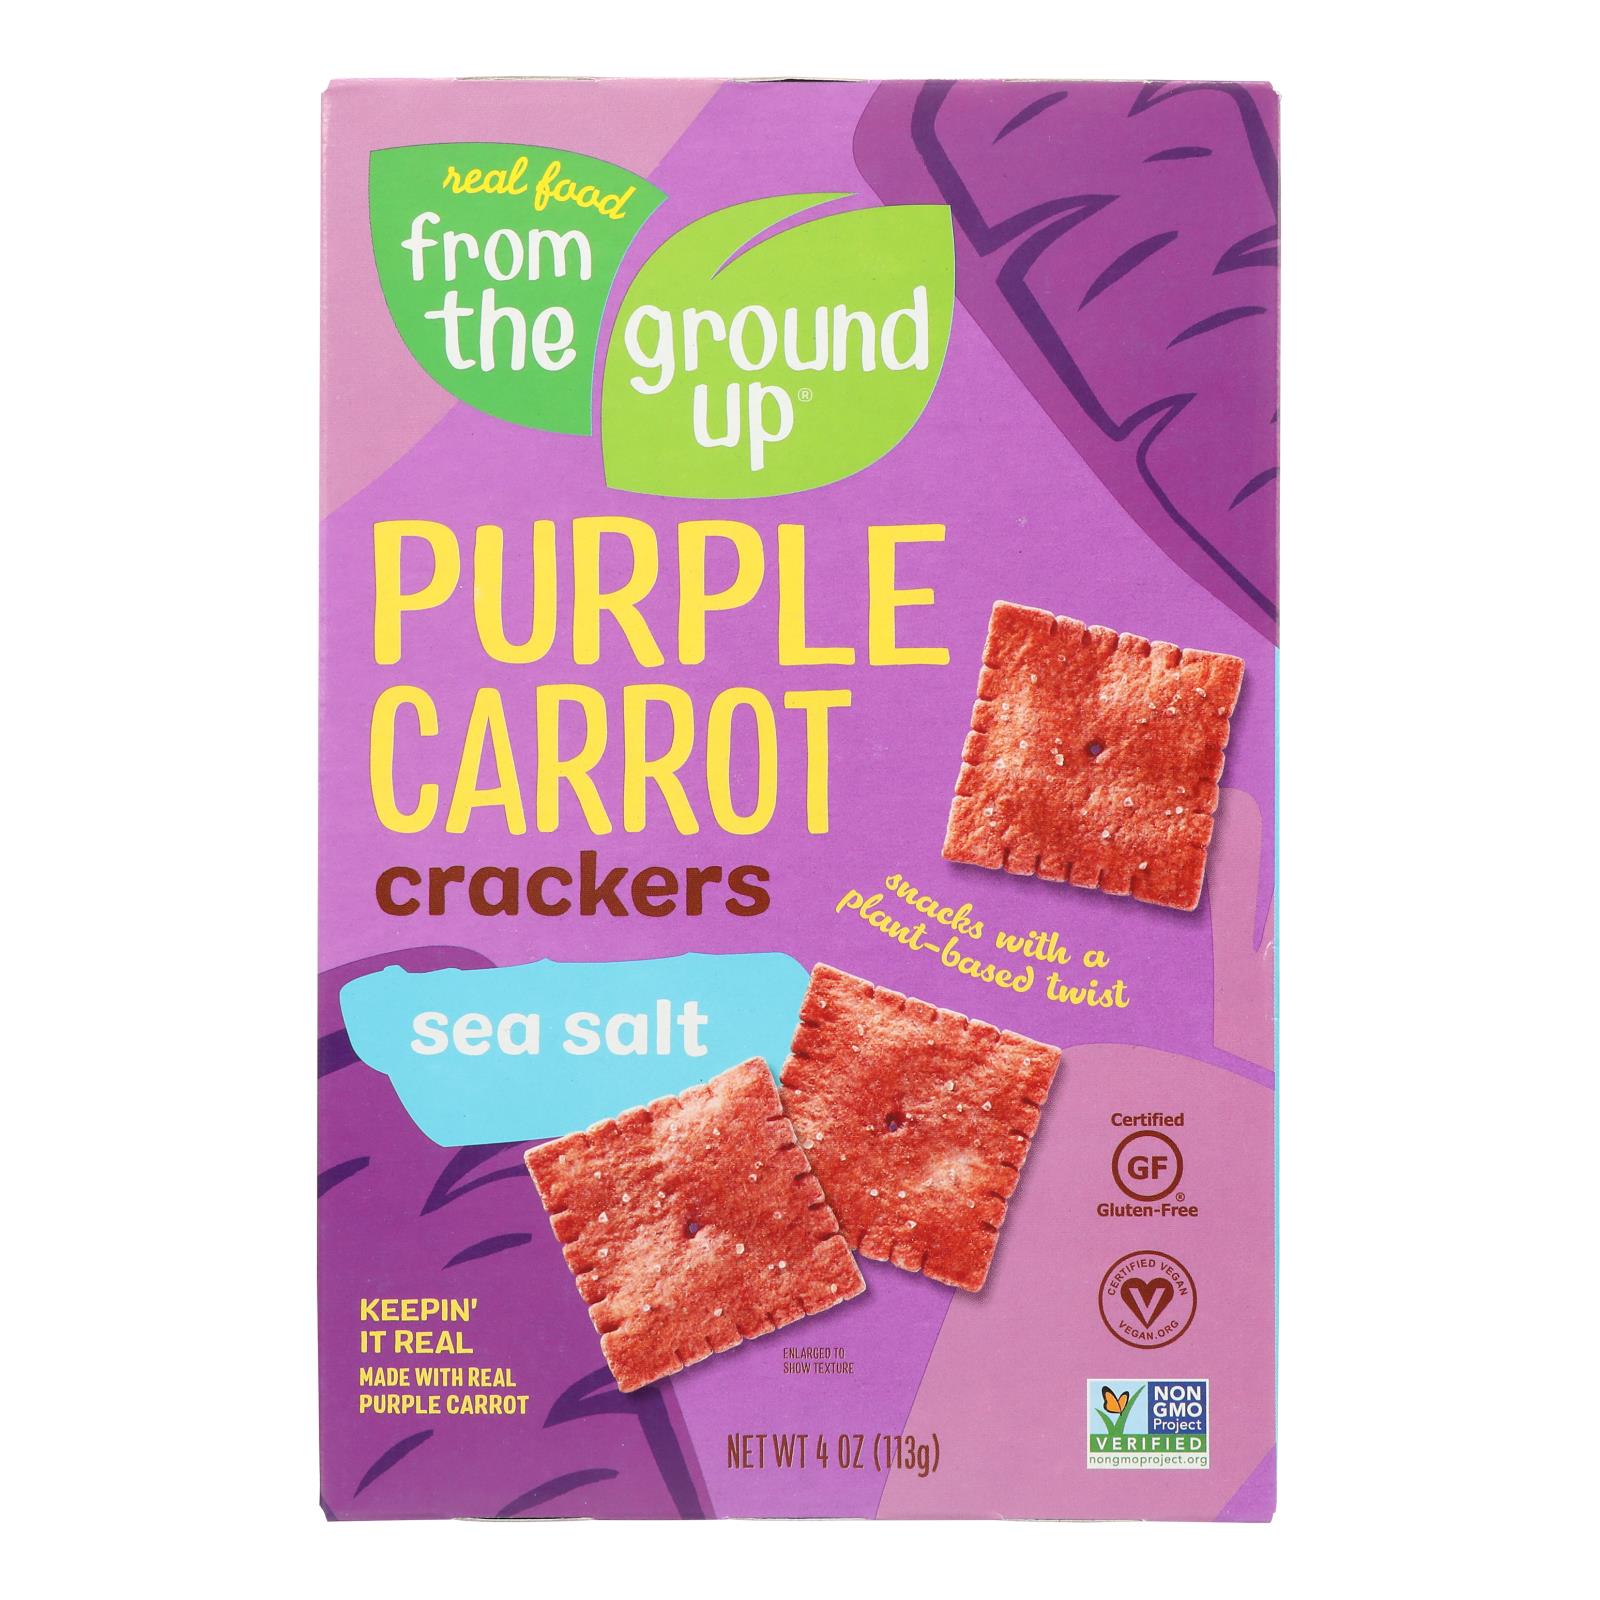 real food
from
the
ground
up®
PURPLE
CARROT
crackers
snacks with a
plant-based twist
sea salt
Certified
GF
®
Gluten-Free
CERTIFIED VEGAN
V
VEGAN.ORG
KEEPIN'
IT REAL
MADE WITH REAL
PURPLE CARROT
ENLARGED TO
SHOW TEXTURE
NET WT 4 OZ (113g)
NON
GMO
Project
VERIFIED
nongmoproject.org